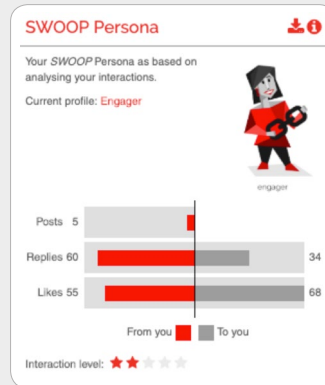 SWOOP Persona
Your SWOOP Persona as based on
analysing your interactions.
Current profile: Engager
engager
Posts 5
Replies 60 34
Likes 55 68
From you To you
Interaction level: